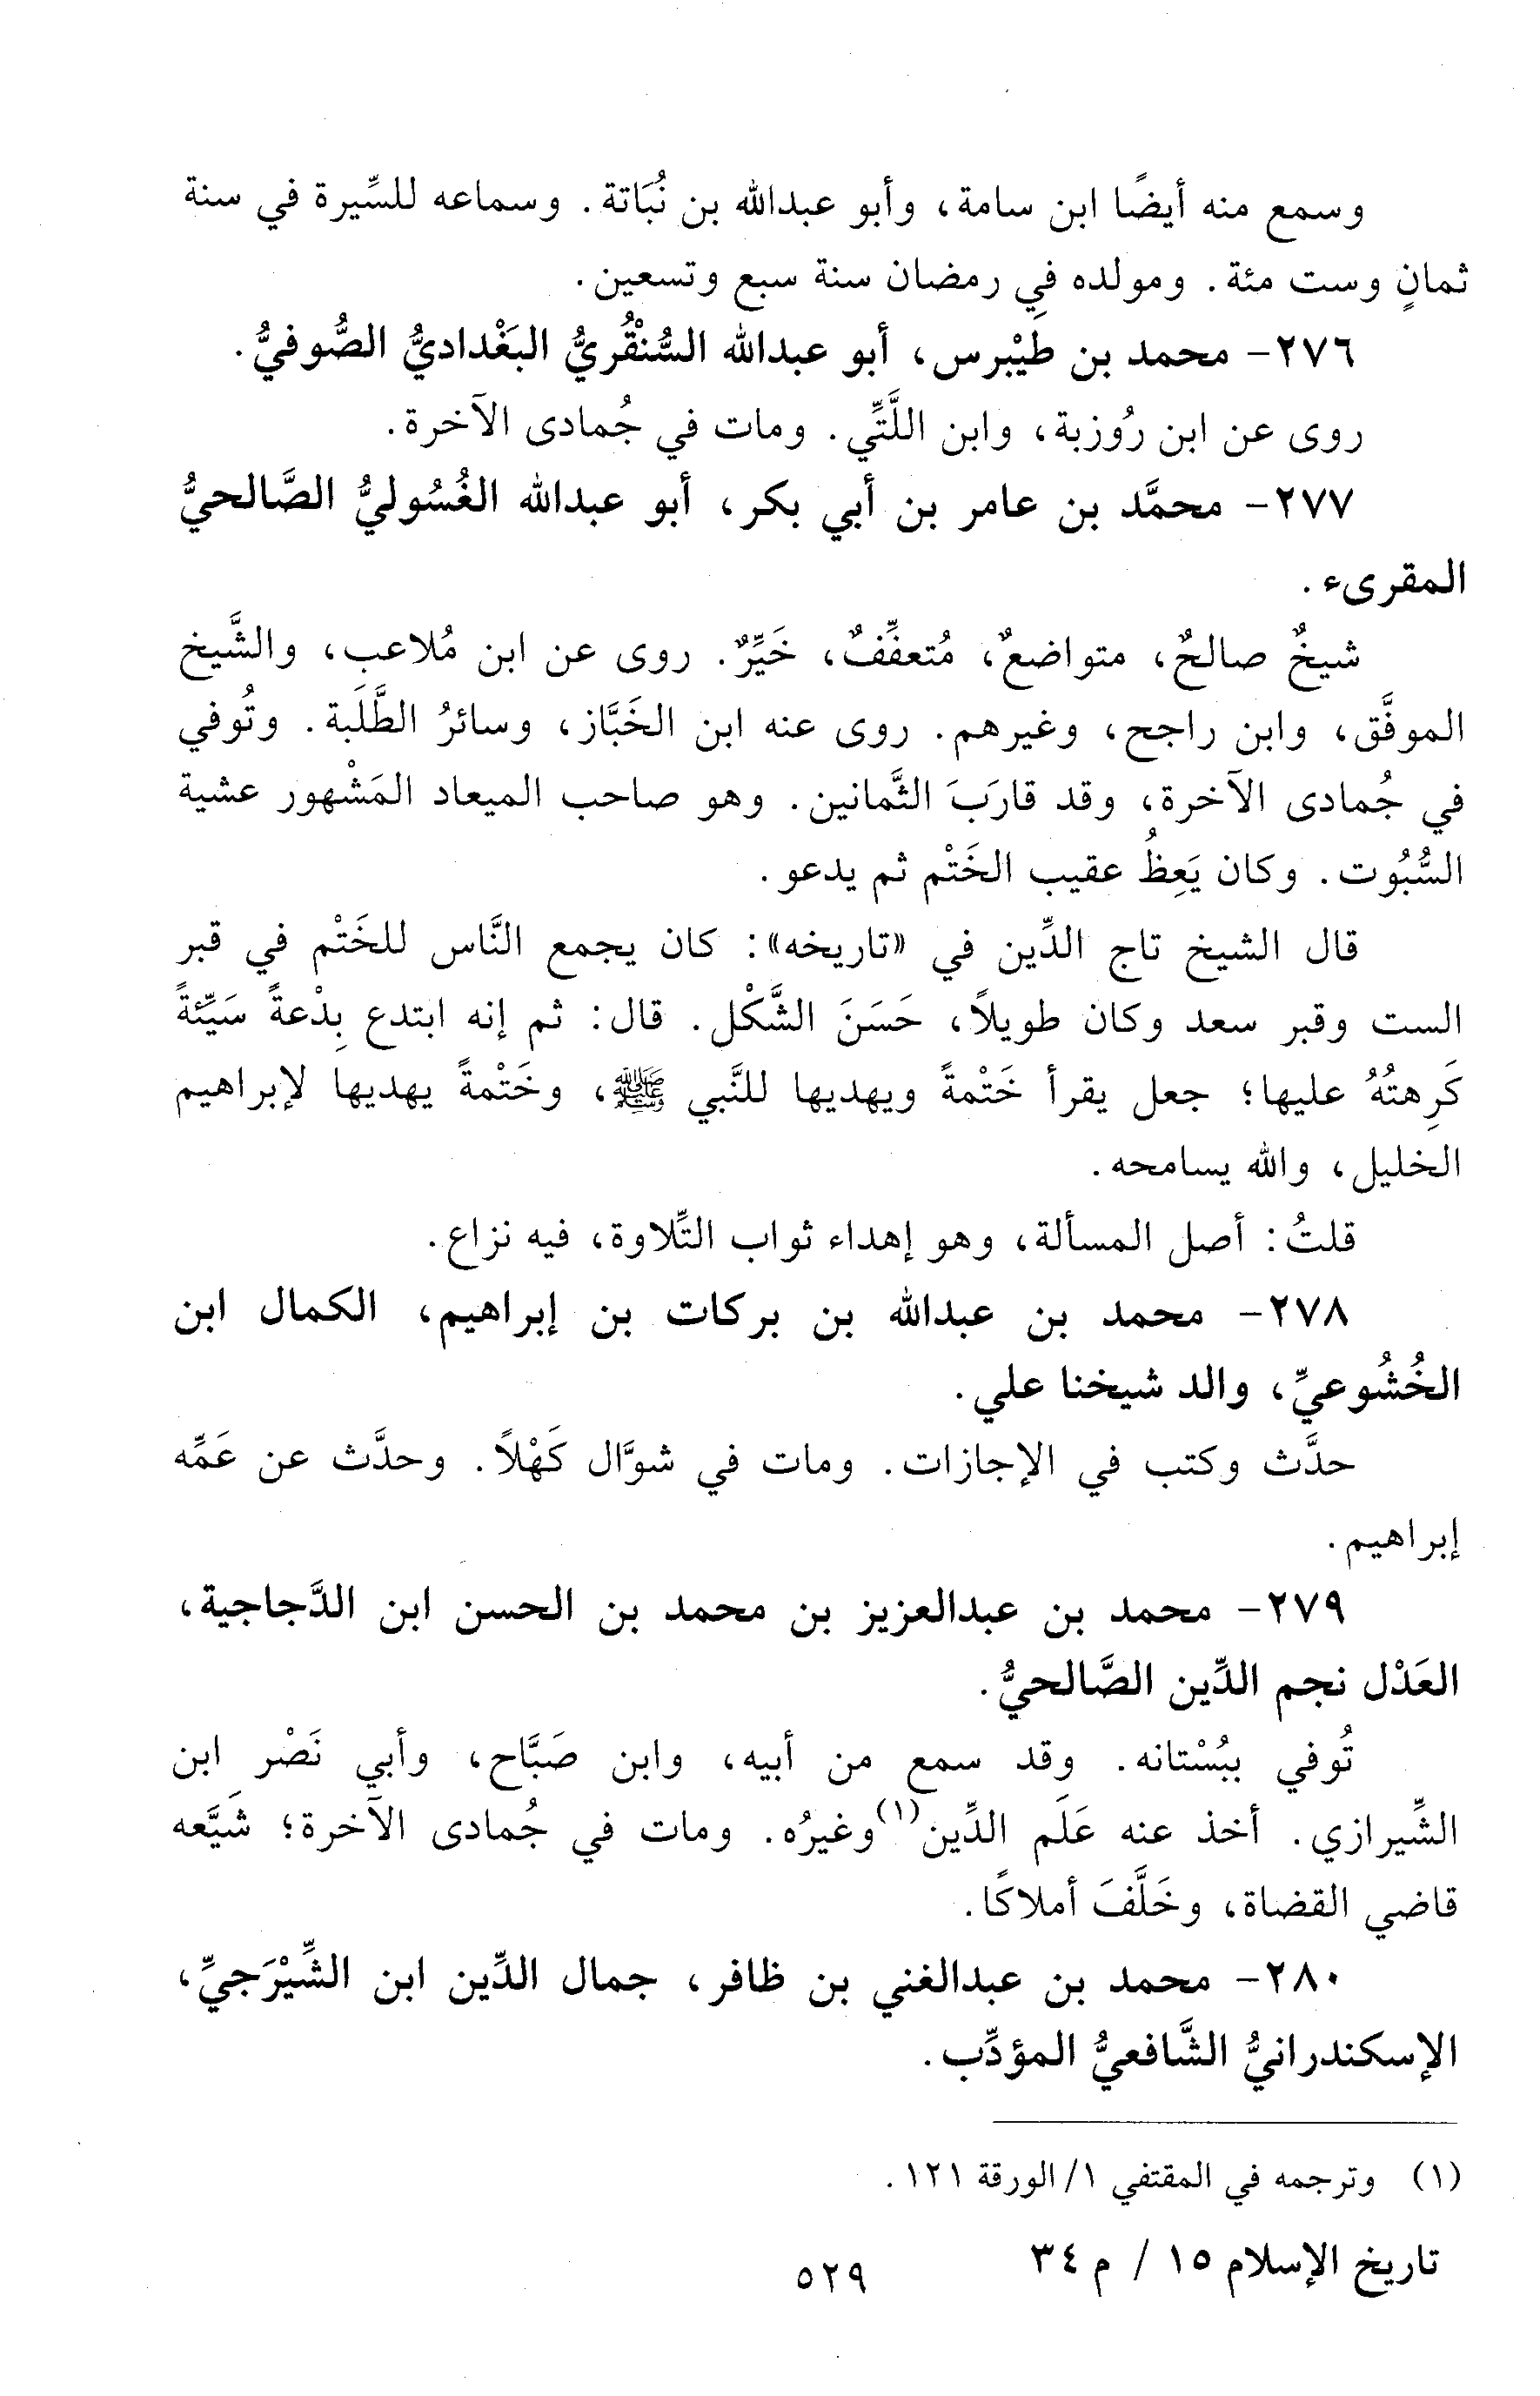 وسمع منه أيضًا ابن سامة، وأبو عبدالله بن نُبَاتة. وسماعه للسِّيرة في سنة
ثمانٍ وست مئة. ومولده فِي رمضان سنة سبع وتسعين.
٢٧٦- محمد بن طَيْبرس، أبو عبدالله السُّنْقُريُّ البَغْداديُّ الصُّوفيُّ.
روى عن ابن رُوزبة، وابن اللَّتِّي. ومات في جُمادى الآخرة.
٢٧٧- محمَّد بن عامر بن أبي بكر، أبو عبدالله الغُسُوليُّ الصَّالحيُّ
المقرىء.
شيخٌ صالحٌ، متواضعٌ، مُتعفِّفٌ، خَيِّرٌ. روى عن ابن مُلاعب، والشَّيخ
الموفَّق، وابن راجح، وغيرهم. روى عنه ابن الخَبَّاز، وسائرُ الطَّلَبة. وتُوفي
في جُمادى الآخرة، وقد قارَبَ الثَّمانين. وهو صاحب الميعاد المَشْهور عشية
السُّبُوت. وكان يَعِظُ عقيب الختْم ثم يدعو.
قال الشيخ تاج الدِّين في «تاريخه»: كان يجمع النَّاس للخَتْم في قبر
الست وقبر سعد وكان طويلاً، حَسَنَ الشَّكْل. قال: ثم إنه ابتدع بِدْعةً سَيِّئةً
كَرِهتُهُ عليها؛ جعل يقرأ خَتْمةً ويهديها للنَّبي ﷺ، وخَتْمةً يهديها لإبراهيم
الخليل، والله يسامحه.
قلتُ: أصل المسألة، وهو إهداء ثواب التِّلاوة، فيه نزاع.
٢٧٨- محمد بن عبدالله بن بركات بن إبراهيم، الكمال ابن
الخُشُوعيِّ، والد شيخنا علي.
حدَّث وكتب في الإجازات. ومات في شوَّال كَهْلاً. وحدَّث عن عَمِّه
إبراهيم.
٢٧٩- محمد بن عبدالعزيز بن محمد بن الحسن ابن الدَّجاجية،
العَدْل نجم الدِّين الصَّالحيُّ.
تُوفي ببُسْتانه. وقد سمع من أبيه، وابن صَبَّاح، وأبي نَصْر ابن
الشِّيرازي. أخذ عنه عَلَم الدِّين(١) وغيرُه. ومات في جُمادى الآخرة؛ شَيَّعه
قاضي القضاة، وخَلَّفَ أملاكًا.
٢٨٠- محمد بن عبدالغني بن ظافر، جمال الدِّين ابن الشِّيْرَجيِّ،
الإسكندرانيُّ الشَّافعيُّ المؤدِّب.
(١) وترجمه في المقتفي ١/ الورقة ١٢١.
تاريخ الإسلام ١٥ / م ٣٤
٥٢٩